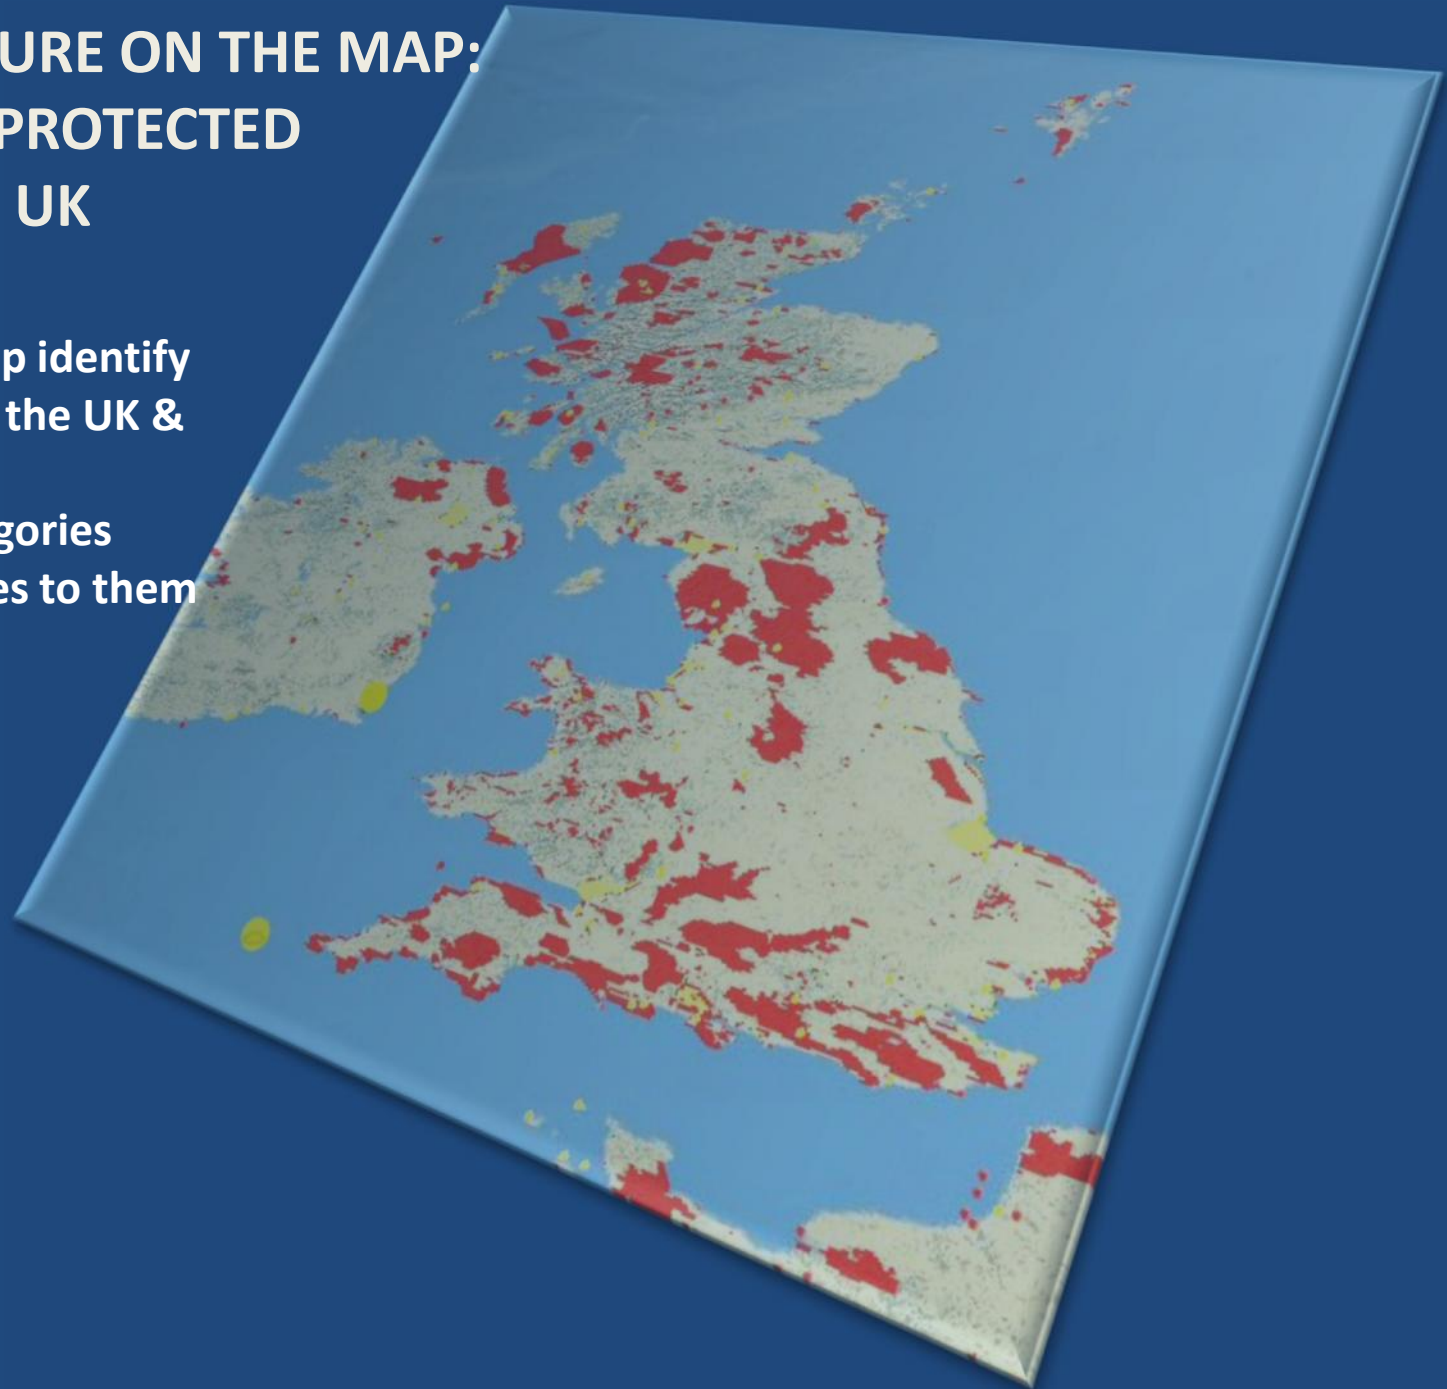 URE ON THE MAP:
PROTECTED
UK
p identify
the UK &
gories
es to them